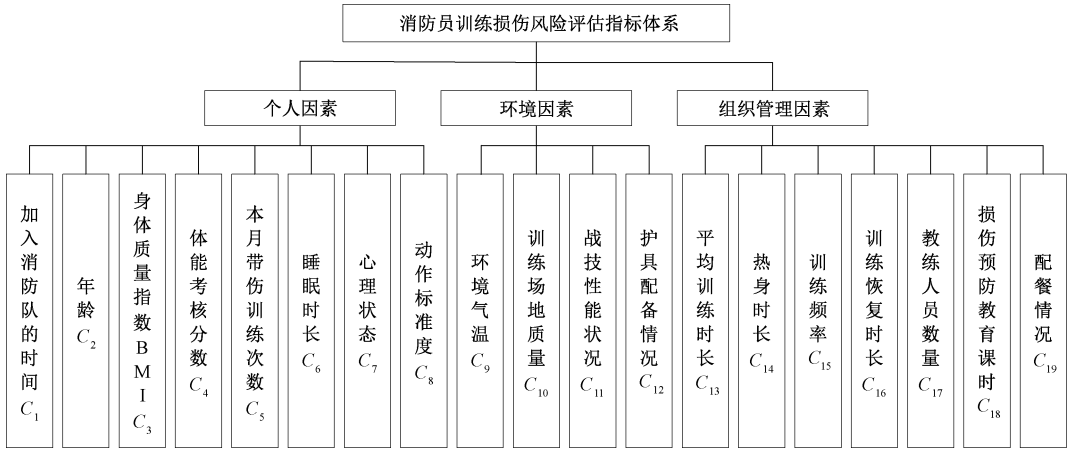 消防员训练损伤风险评估指标体系
个人因素
环境因素
组织管理因素
加入消防队的时间C1
年龄C2
身体质量指数BMIC3
体能考核分数C4
本月带伤训练次数C5
睡眠时长C6
心理状态C7
动作标准度C8
环境气温C9
训练场地质量C10
战技性能状况C11
护具配备情况C12
平均训练时长C13
热身时长C14
训练频率C15
训练恢复时长C16
教练人员数量C17
损伤预防教育课时C18
配餐情况C19